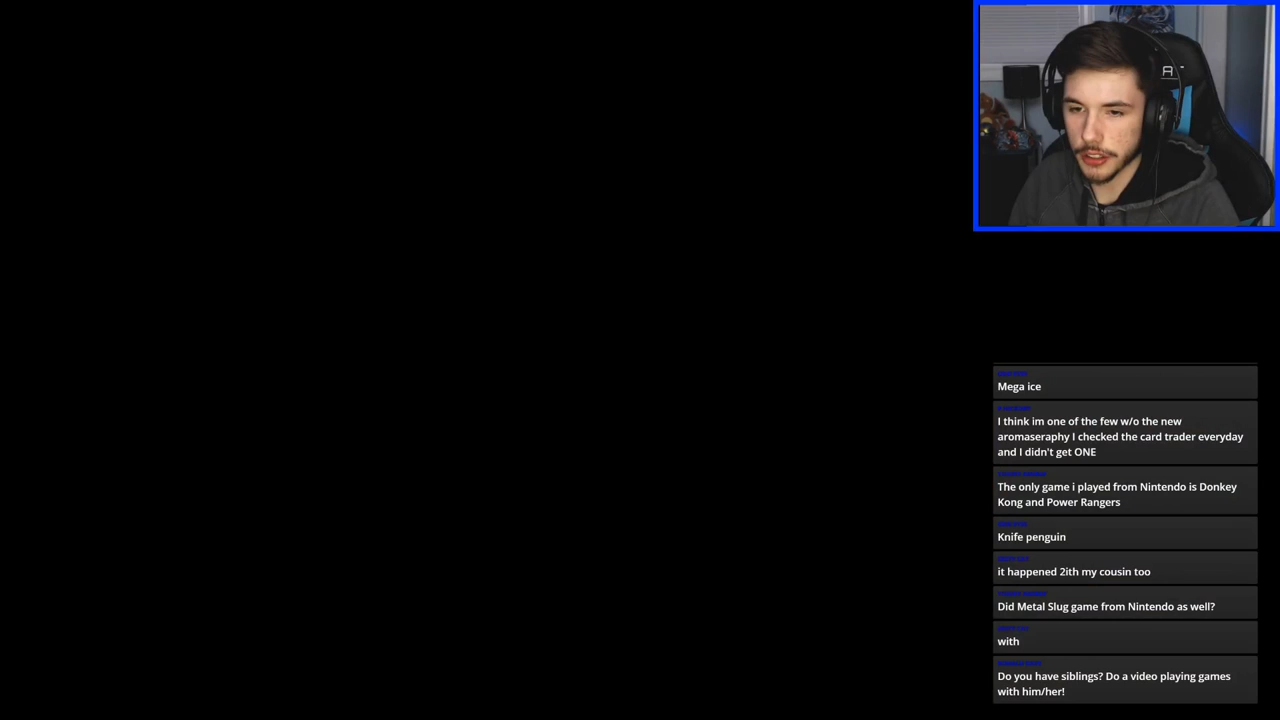 Mega ice
I think im one of the few w/o the new
aromaseraphy I checked the card trader everyday
and I didn't get ONE
The only game i played from Nintendo is Donkey
Kong and Power Rangers
Knife penguin
it happened 2ith my cousin too
Did Metal Slug game from Nintendo as well?
with
Do you have siblings? Do a video playing games
with him/her!